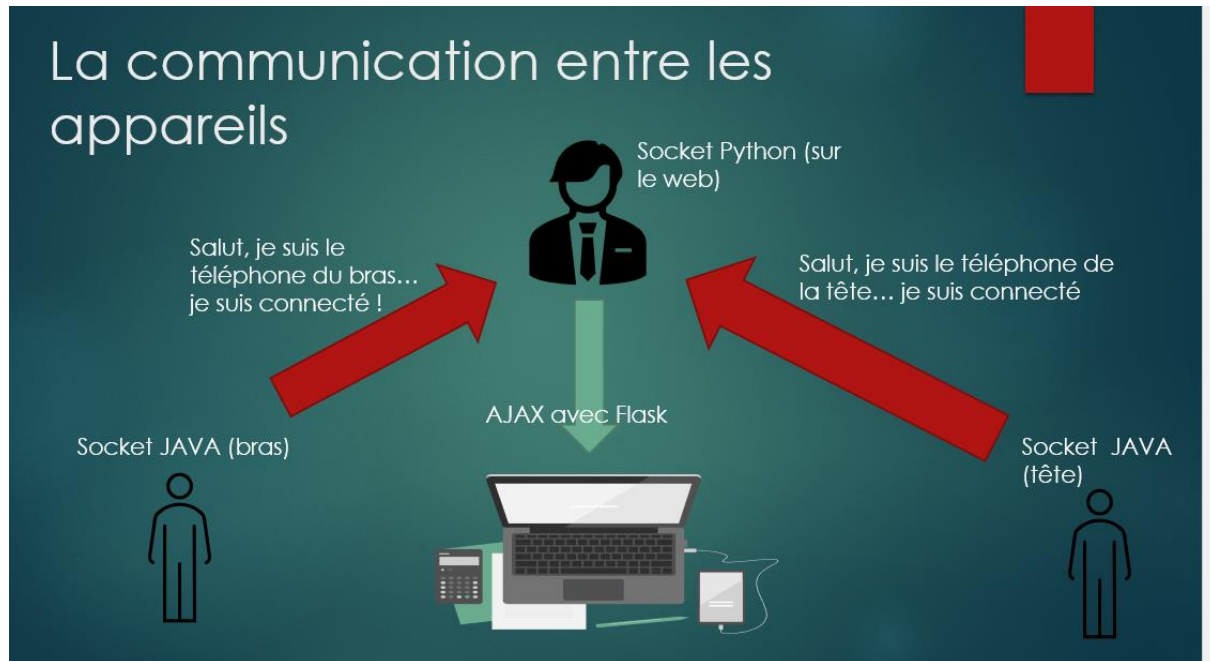 La communication entre les
appareils
Socket Python (sur
le web)
Salut, je suis le
téléphone du bras…
je suis connecté !
Salut, je suis le téléphone de
la tête… je suis connecté
AJAX avec Flask
Socket JAVA (bras)
Socket JAVA
(tête)